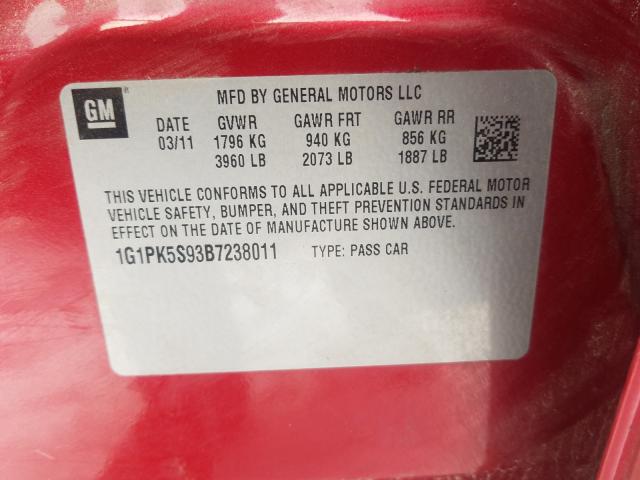 GM
MFD BY GENERAL MOTORS LLC
DATE GVWR GAWR FRT GAWR RR
03/11 1796 KG 940 KG 856 KG
3960 LB 2073 LB 1887 LB
THIS VEHICLE CONFORMS TO ALL APPLICABLE U.S. FEDERAL MOTOR
VEHICLE SAFETY, BUMPER, AND THEFT PREVENTION STANDARDS IN
EFFECT ON THE DATE OF MANUFACTURE SHOWN ABOVE.
1G1PK5S93B7238011 TYPE: PASS CAR